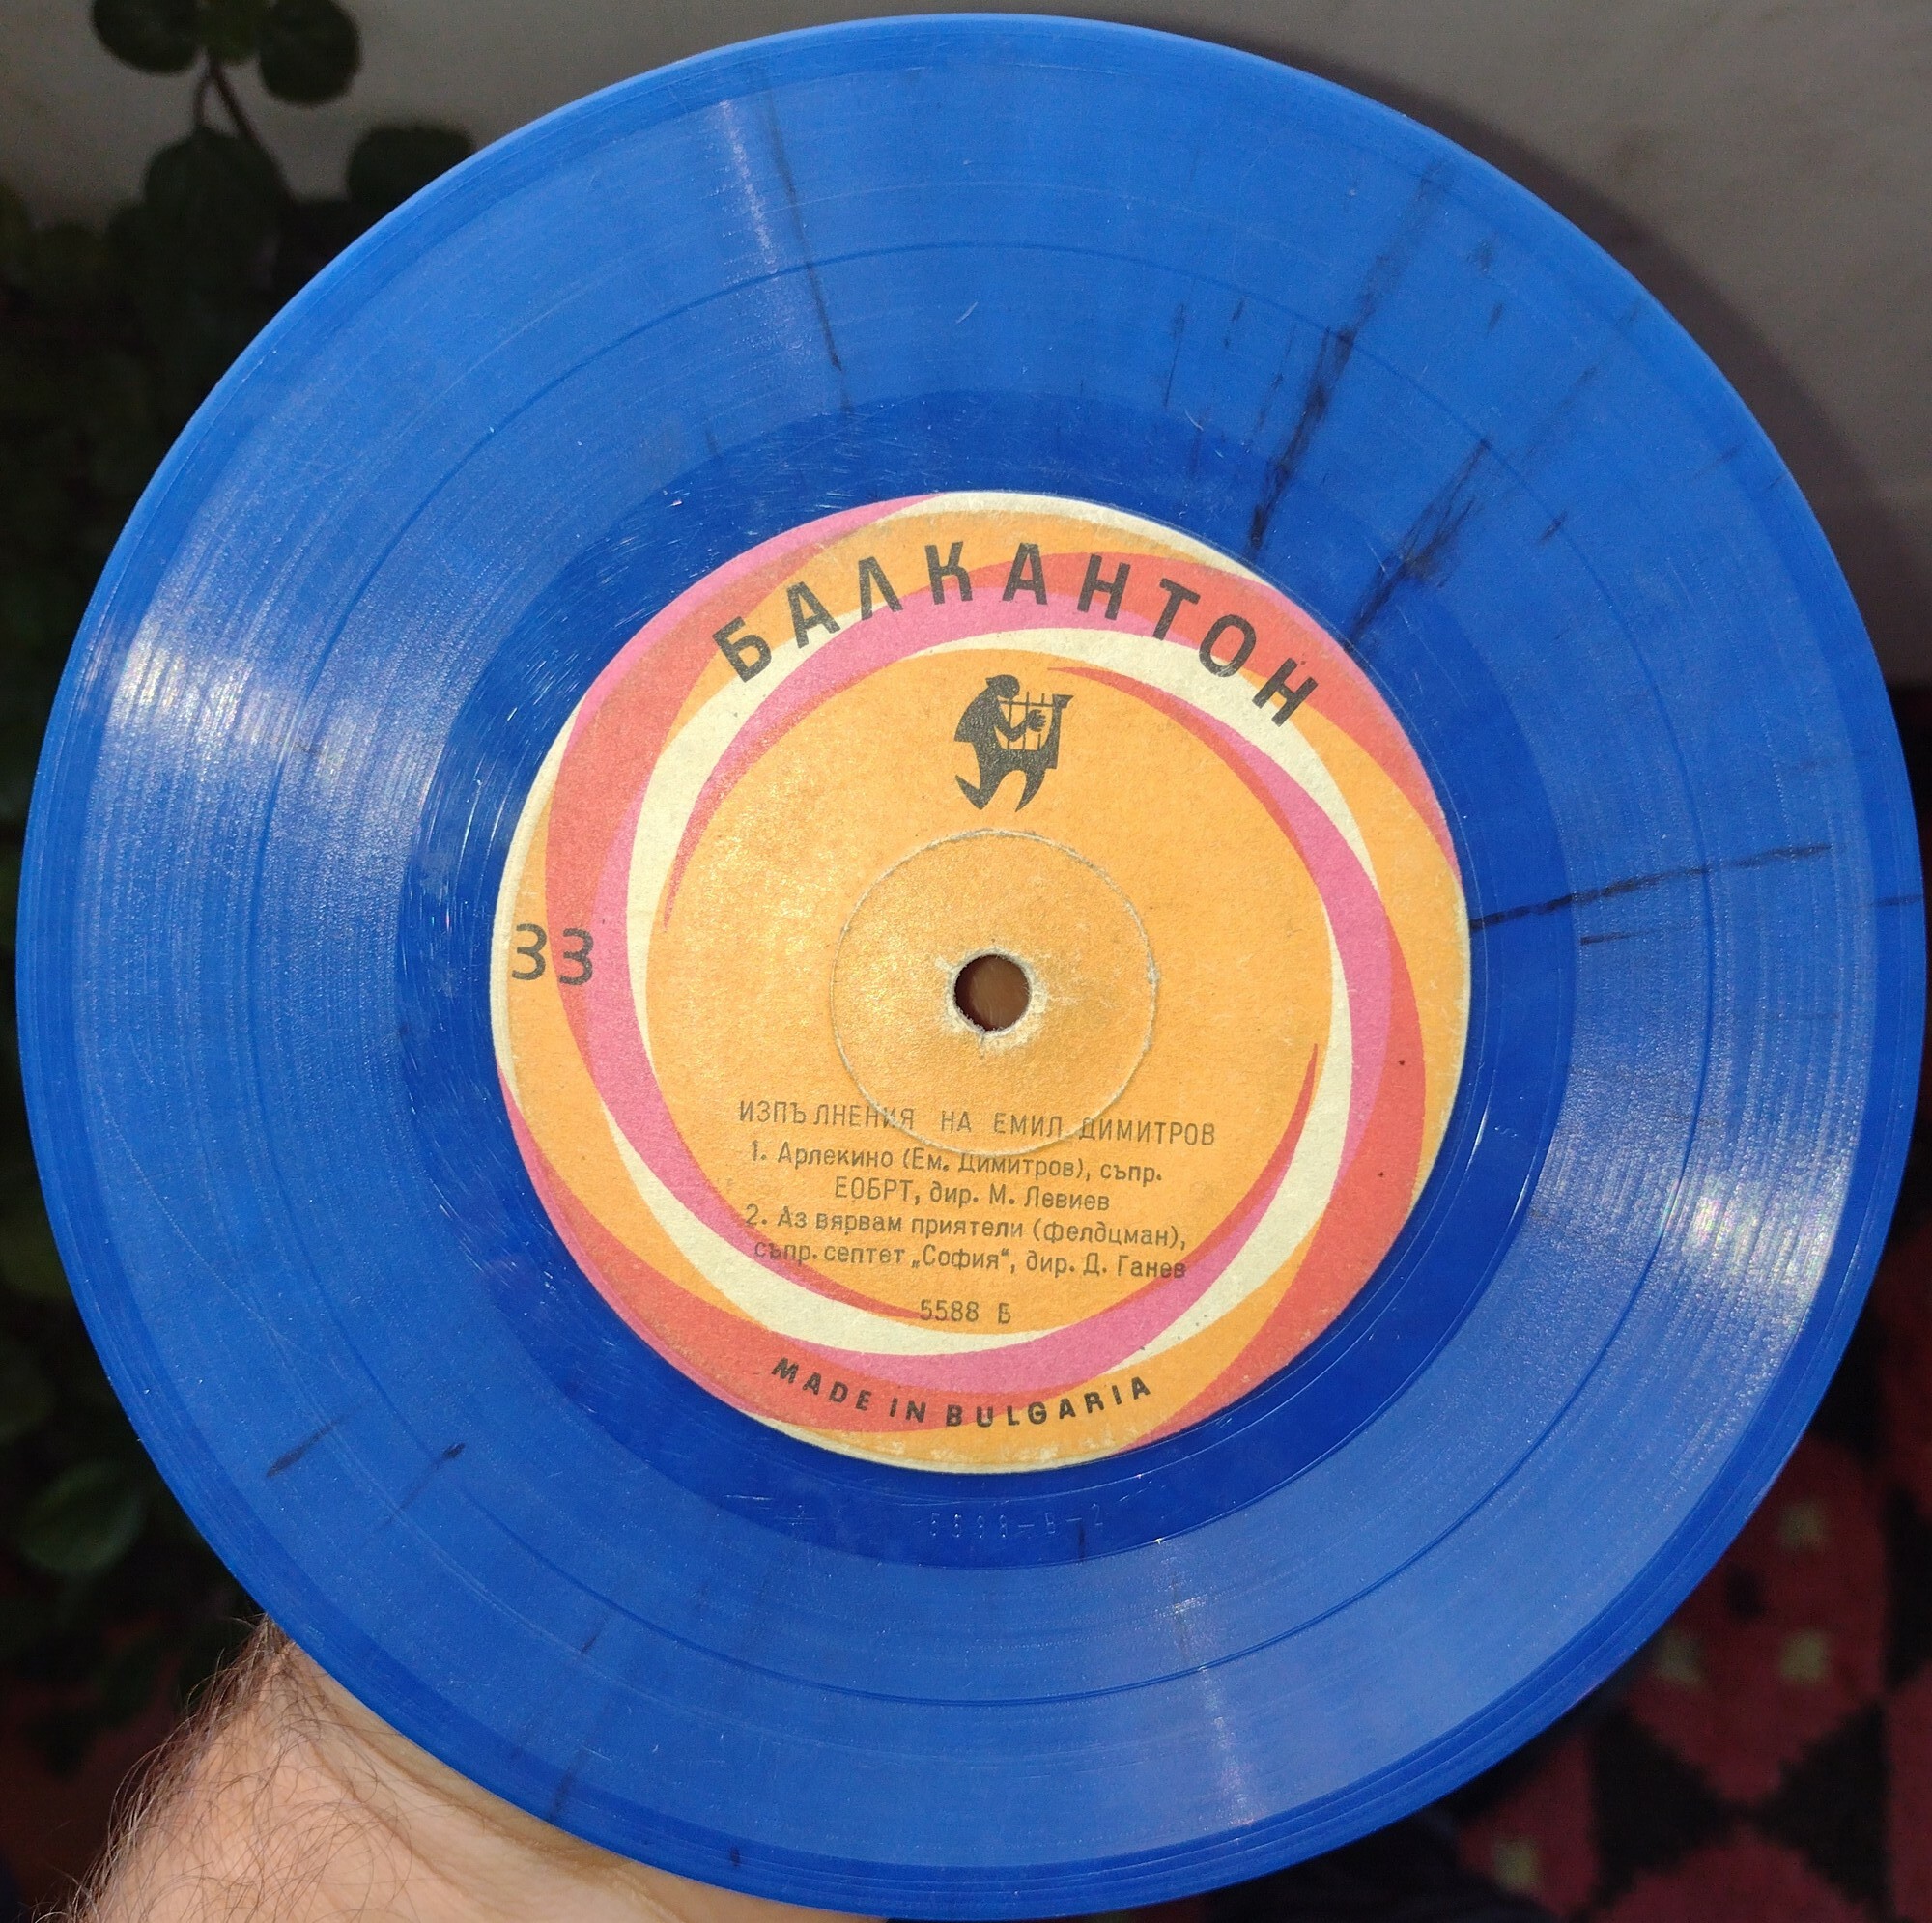 БАЛКАНТОН
33
ИЗПЪЛНЕНИЯ НА ЕМИЛ ДИМИТРОВ
1. Арлекино (Ем. Димитров), съпр.
ЕОБРТ, дир. М. Левиев
2. Аз вярвам приятели (фелдцман),
съпр. септет „София“, дир. Д. Ганев
5588 Б
MADE IN BULGARIA